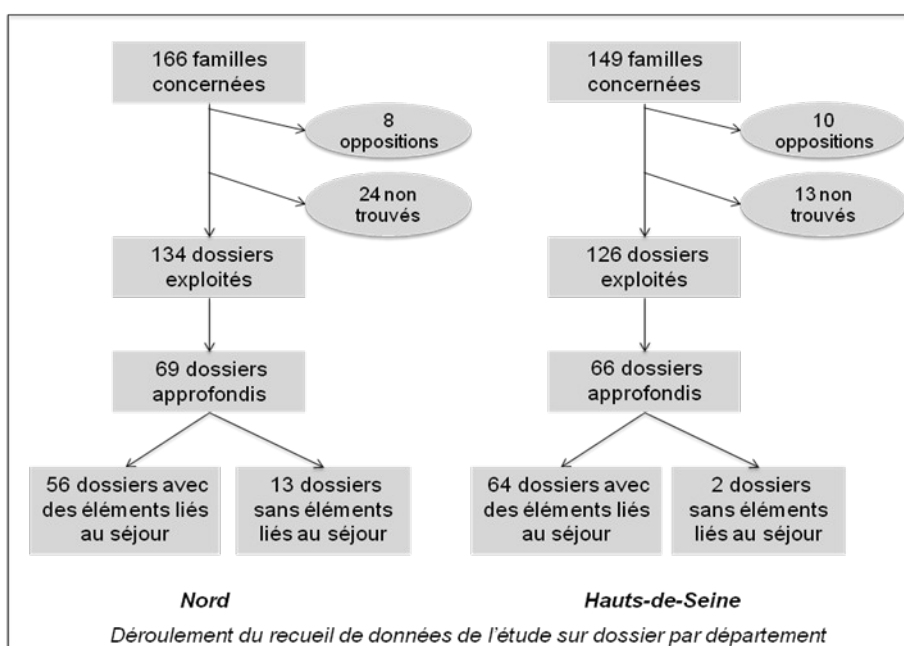 166 familles
concernées
8
oppositions
24 non
trouvés
134 dossiers
exploités
69 dossiers
approfondis
56 dossiers avec
des éléments liés
au séjour
13 dossiers
sans éléments
liés au séjour
Nord
149 familles
concernées
10
oppositions
13 non
trouvés
126 dossiers
exploités
66 dossiers
approfondis
64 dossiers avec
des éléments liés
au séjour
2 dossiers
sans éléments
liés au séjour
Hauts-de-Seine
Déroulement du recueil de données de l'étude sur dossier par département